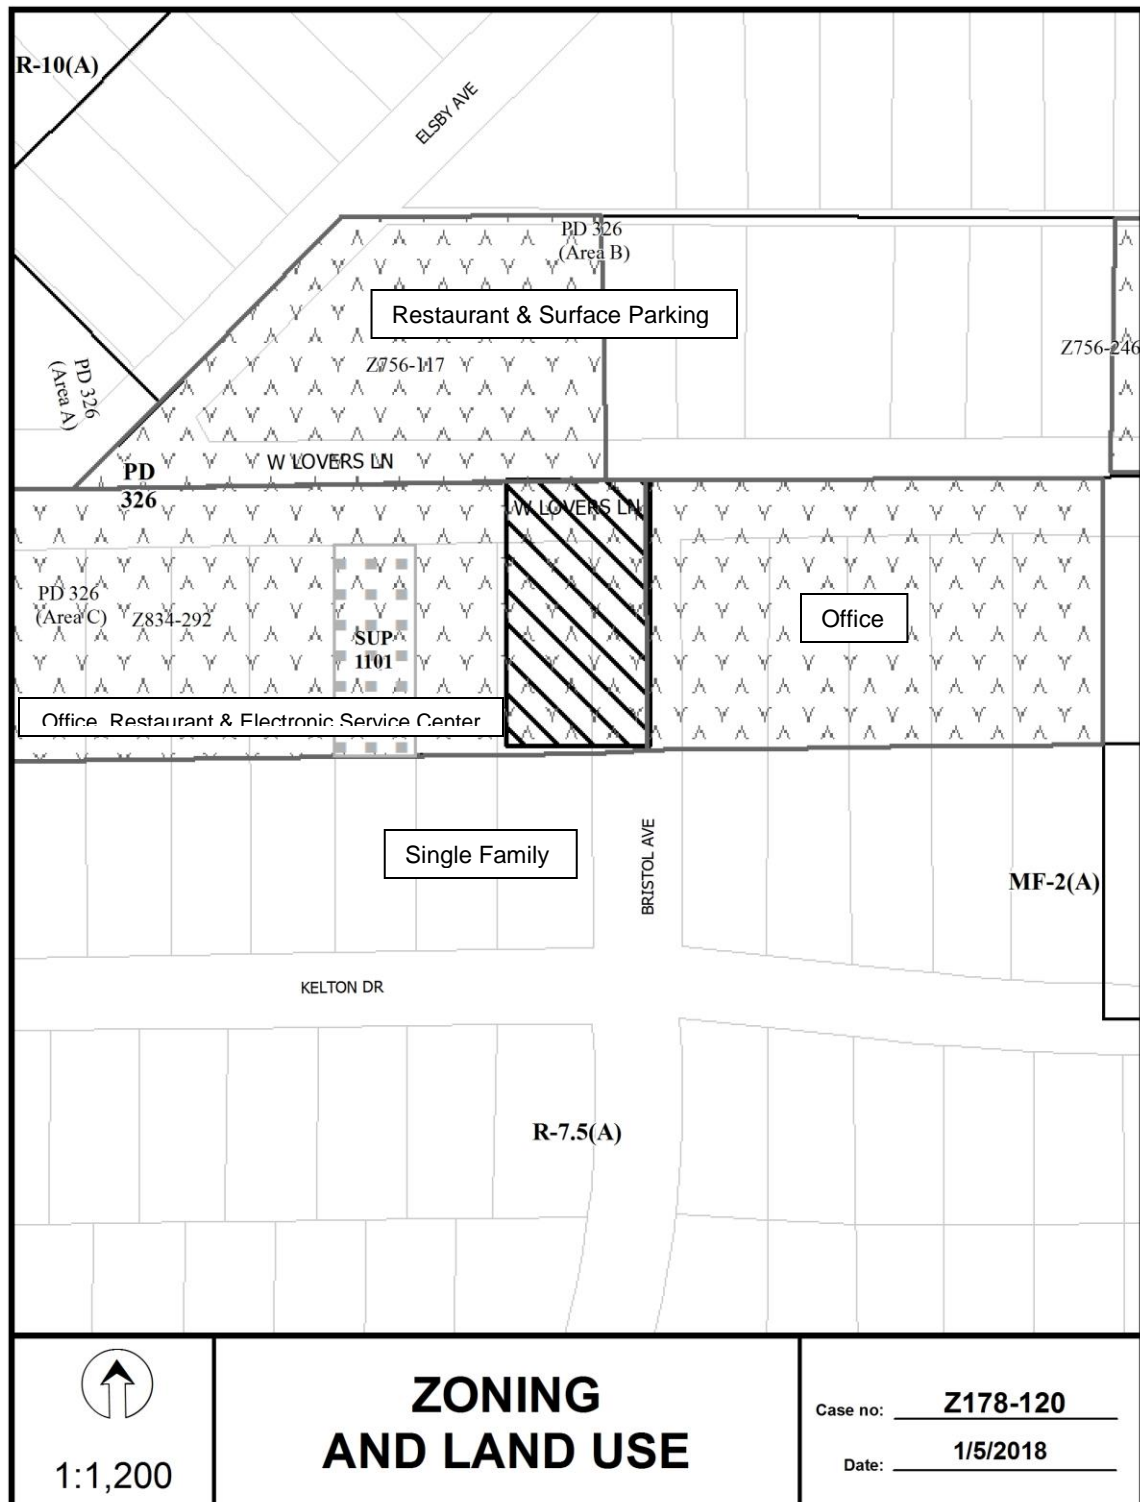 R-10(A)
ELSBY AVE
PD 326
(Area B)
Restaurant & Surface Parking
Z756-117
Z756-246
PD 326
(Area A)
W LOVERS LN
PD
326
W LOVERS LN
PD 326
(Area C)
Z834-292
SUP
1101
Office
Office, Restaurant & Electronic Service Center
Single Family
BRISTOL AVE
MF-2(A)
KELTON DR
R-7.5(A)
1:1,200
ZONING
AND LAND USE
Case no: Z178-120
Date: 1/5/2018